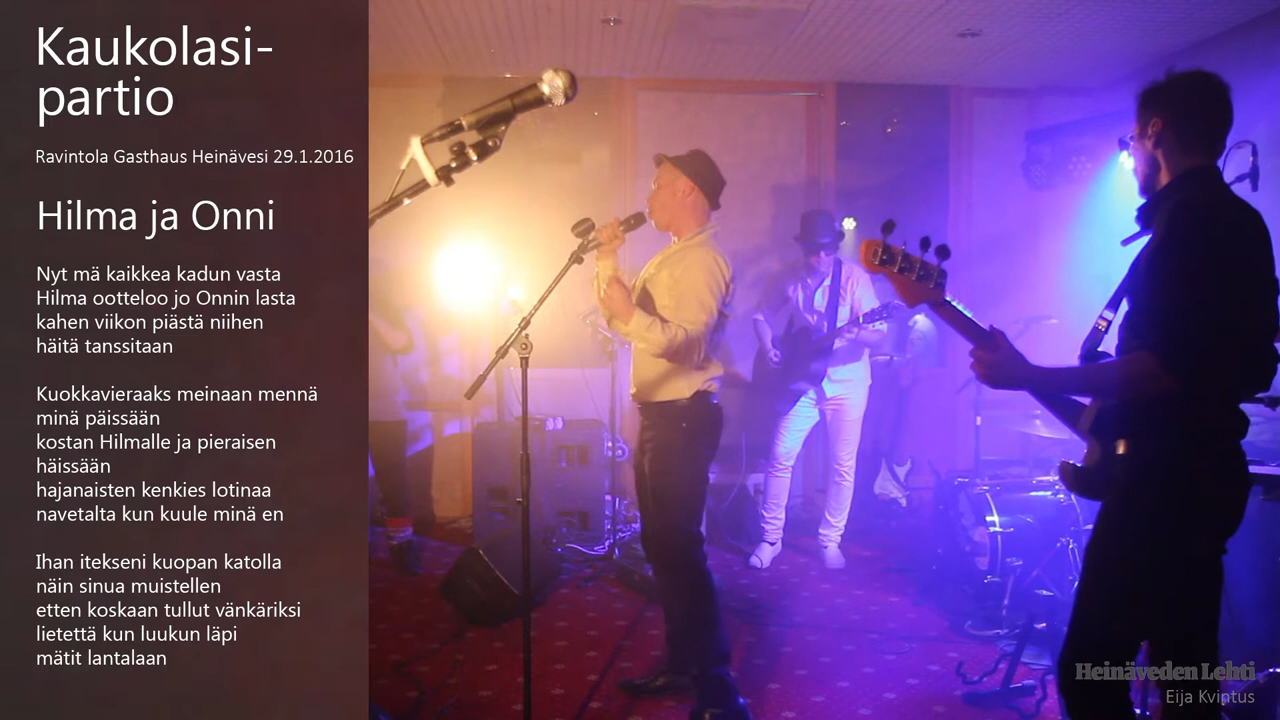 Kaukolasi-
partio
Ravintola Gasthaus Heinävesi 29.1.2016
Hilma ja Onni
Nyt mä kaikkea kadun vasta
Hilma ootteloo jo Onnin lasta
kahen viikon piästä niihen
häitä tanssitaan
Kuokkavieraaks meinaan mennä
minä päissään
kostan Hilmalle ja pieraisen
häissään
hajanaisten kenkies lotinaa
navetalta kun kuule minä en
Ihan itekseni kuopan katolla
näin sinua muistellen
etten koskaan tullut vänkäriksi
lietettä kun luukun läpi
mätit lantalaan
Heinäveden Lehti
Eija Kvintus